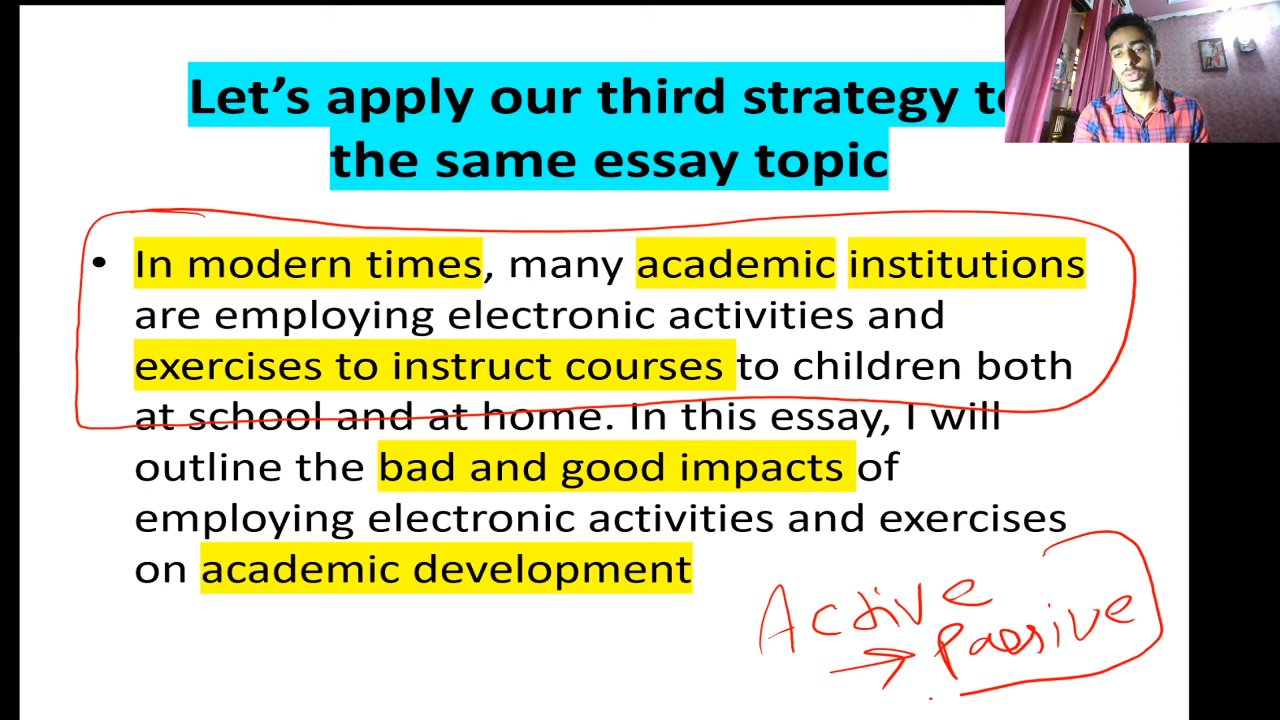 Let's apply our third strategy to
the same essay topic
• In modern times, many academic institutions
are employing electronic activities and
exercises to instruct courses to children both
at school and at home. In this essay, I will
outline the bad and good impacts of
employing electronic activities and exercises
on academic development
Active
→ Passive